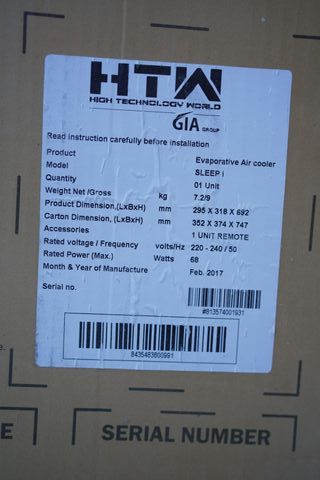 HTW
HIGH TECHNOLOGY WORLD
GIA GROUP
Read instruction carefully before installation
Product Evaporative Air cooler
Model SLEEP i
Quantity 01 Unit
Weight Net /Gross kg 7.2/9
Product Dimension,(LxBxH) mm 295 X 318 X 692
Carton Dimension, (LxBxH) mm 352 X 374 X 747
Accessories 1 UNIT REMOTE
Rated voltage / Frequency volts/Hz 220 - 240 / 50
Rated Power (Max.) Watts 68
Month & Year of Manufacture Feb. 2017
Serial no.
#813574001931
8435483800991
E SERIAL NUMBER